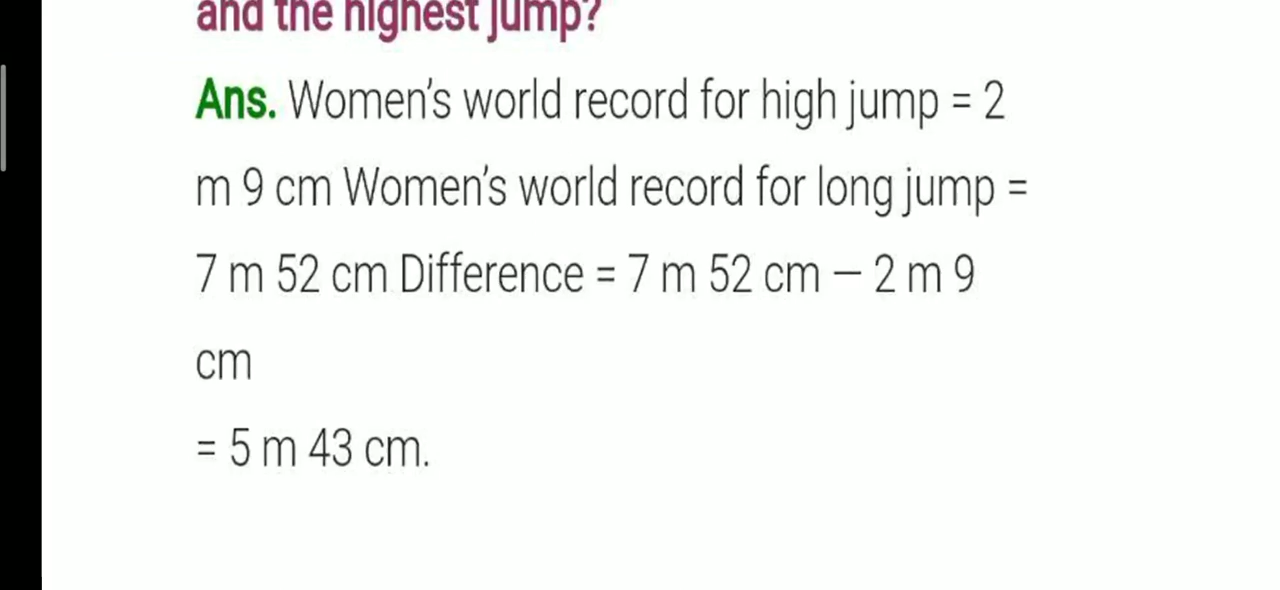 and the highest jump?
Ans. Women's world record for high jump = 2
m 9 cm Women's world record for long jump =
7 m 52 cm Difference = 7 m 52 cm – 2 m 9
cm
= 5 m 43 cm.